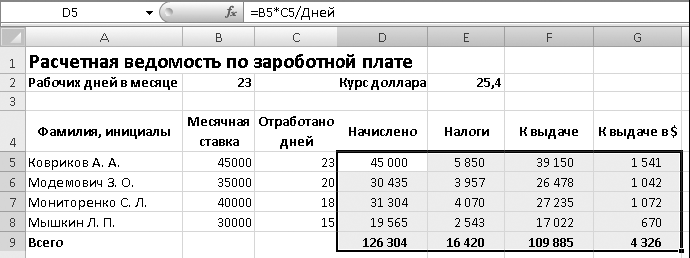 D5 fx =B5*C5/Дней
A B C D E F G
1 Расчетная ведомость по зароботной плате
2 Рабочих дней в месяце 23 Курс доллара 25,4
3
4 Фамилия, инициалы Месячная ставка Отработано дней Начислено Налоги К выдаче К выдаче в $
5 Ковриков А. А. 45000 23 45 000 5 850 39 150 1 541
6 Модемович З. О. 35000 20 30 435 3 957 26 478 1 042
7 Мониторенко С. Л. 40000 18 31 304 4 070 27 235 1 072
8 Мышкин Л. П. 30000 15 19 565 2 543 17 022 670
9 Всего 126 304 16 420 109 885 4 326